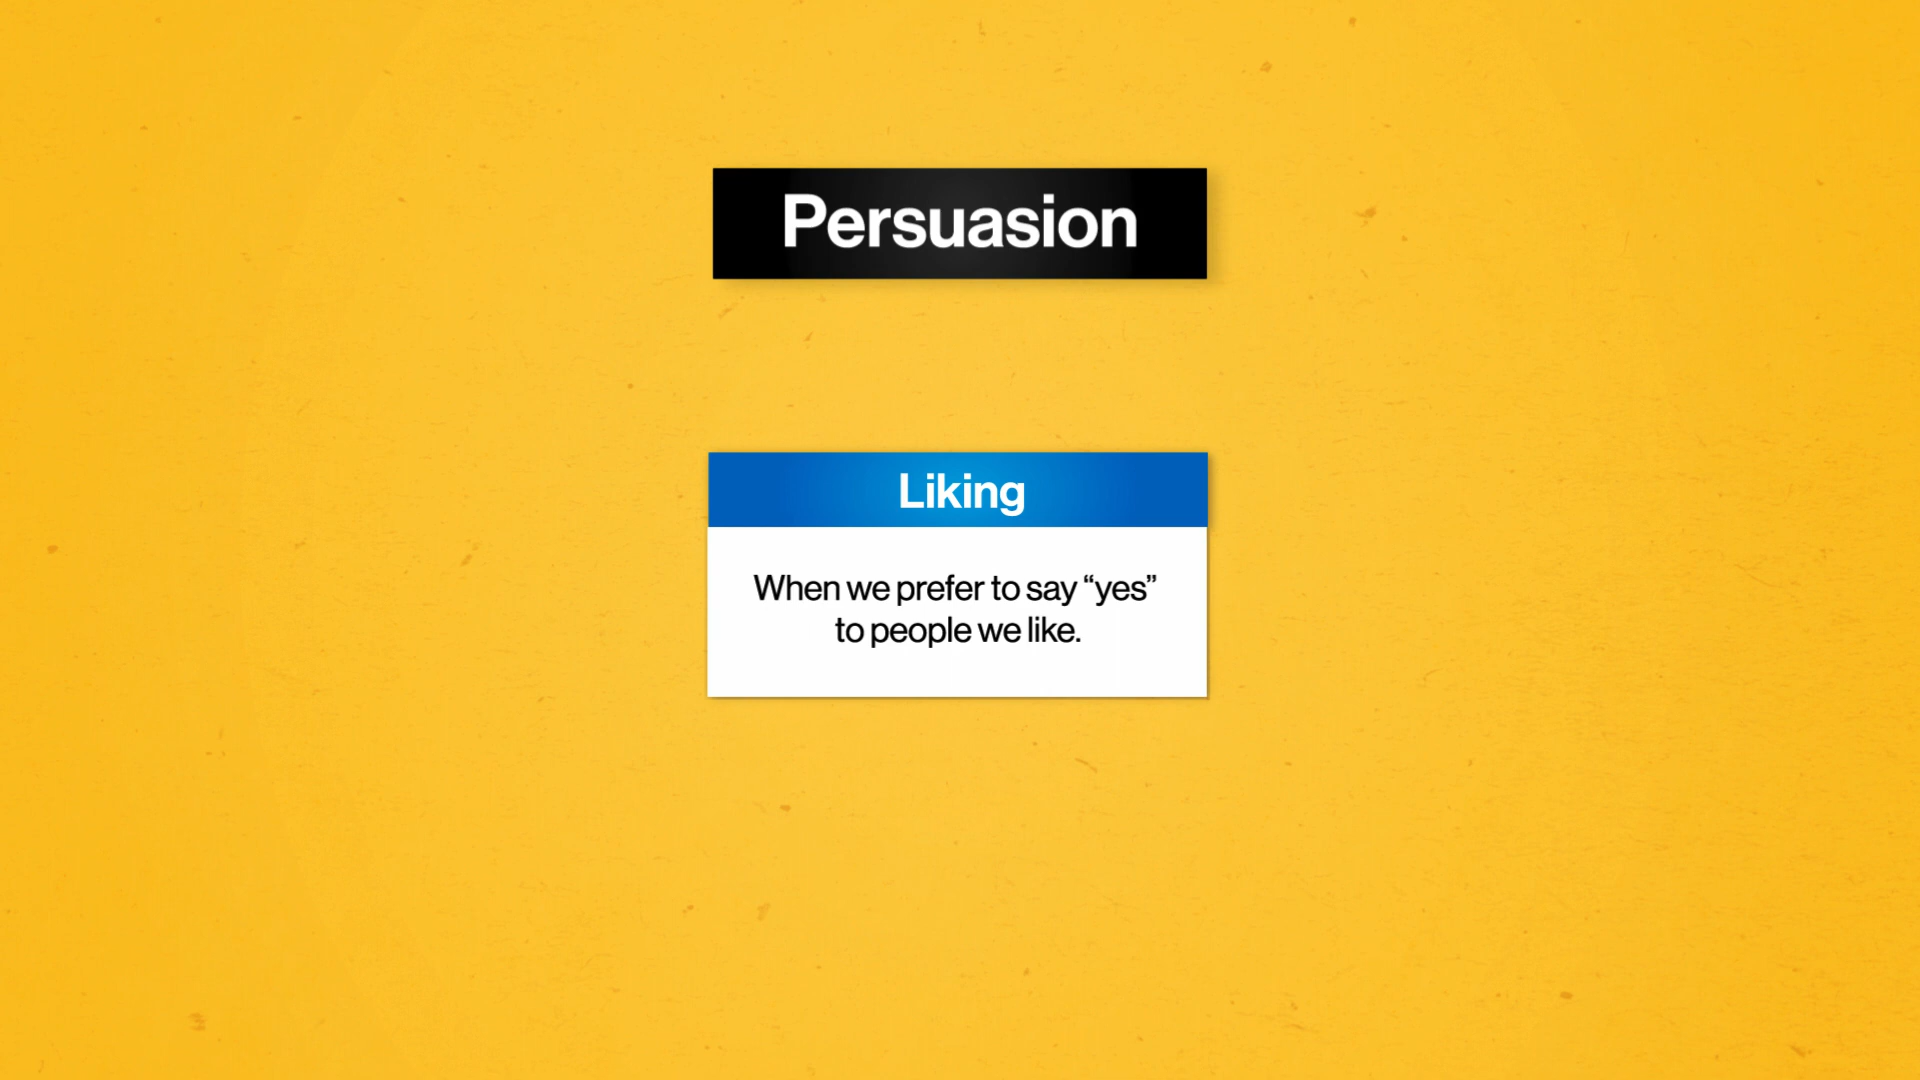 Persuasion
Liking
When we prefer to say “yes”
to people we like.